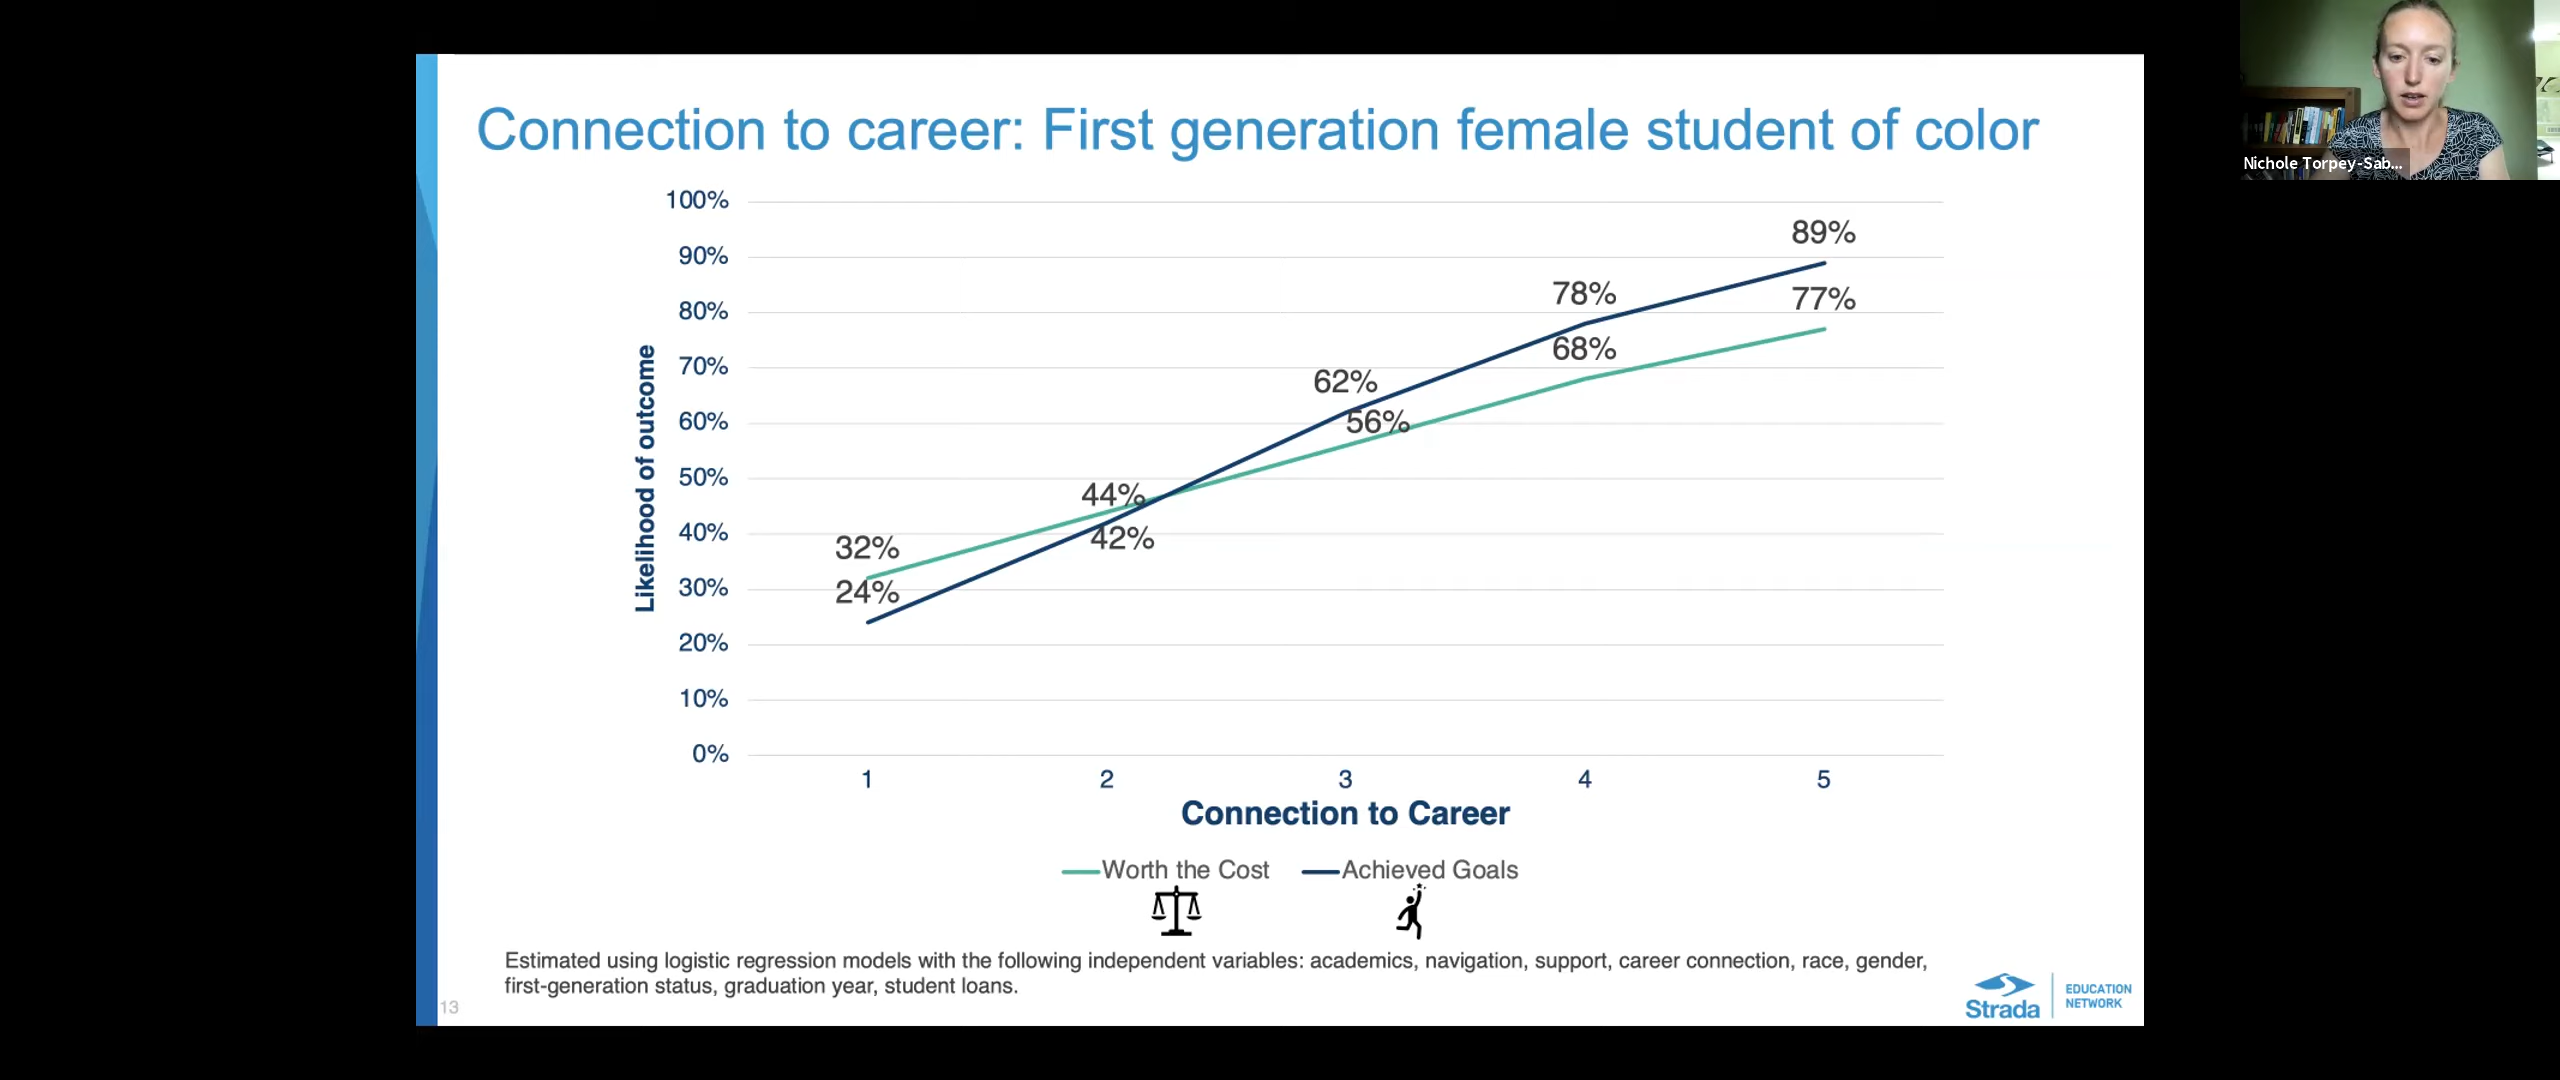 Connection to career: First generation female student of color
Nichole Torpey-Sab...
100%
90%
80%
70%
60%
50%
40%
30%
20%
10%
0%
Likelihood of outcome
89%
78%
77%
68%
62%
56%
44%
42%
32%
24%
1 2 3 4 5
Connection to Career
Worth the Cost Achieved Goals
Estimated using logistic regression models with the following independent variables: academics, navigation, support, career connection, race, gender,
first-generation status, graduation year, student loans.
13
Strada
EDUCATION
NETWORK